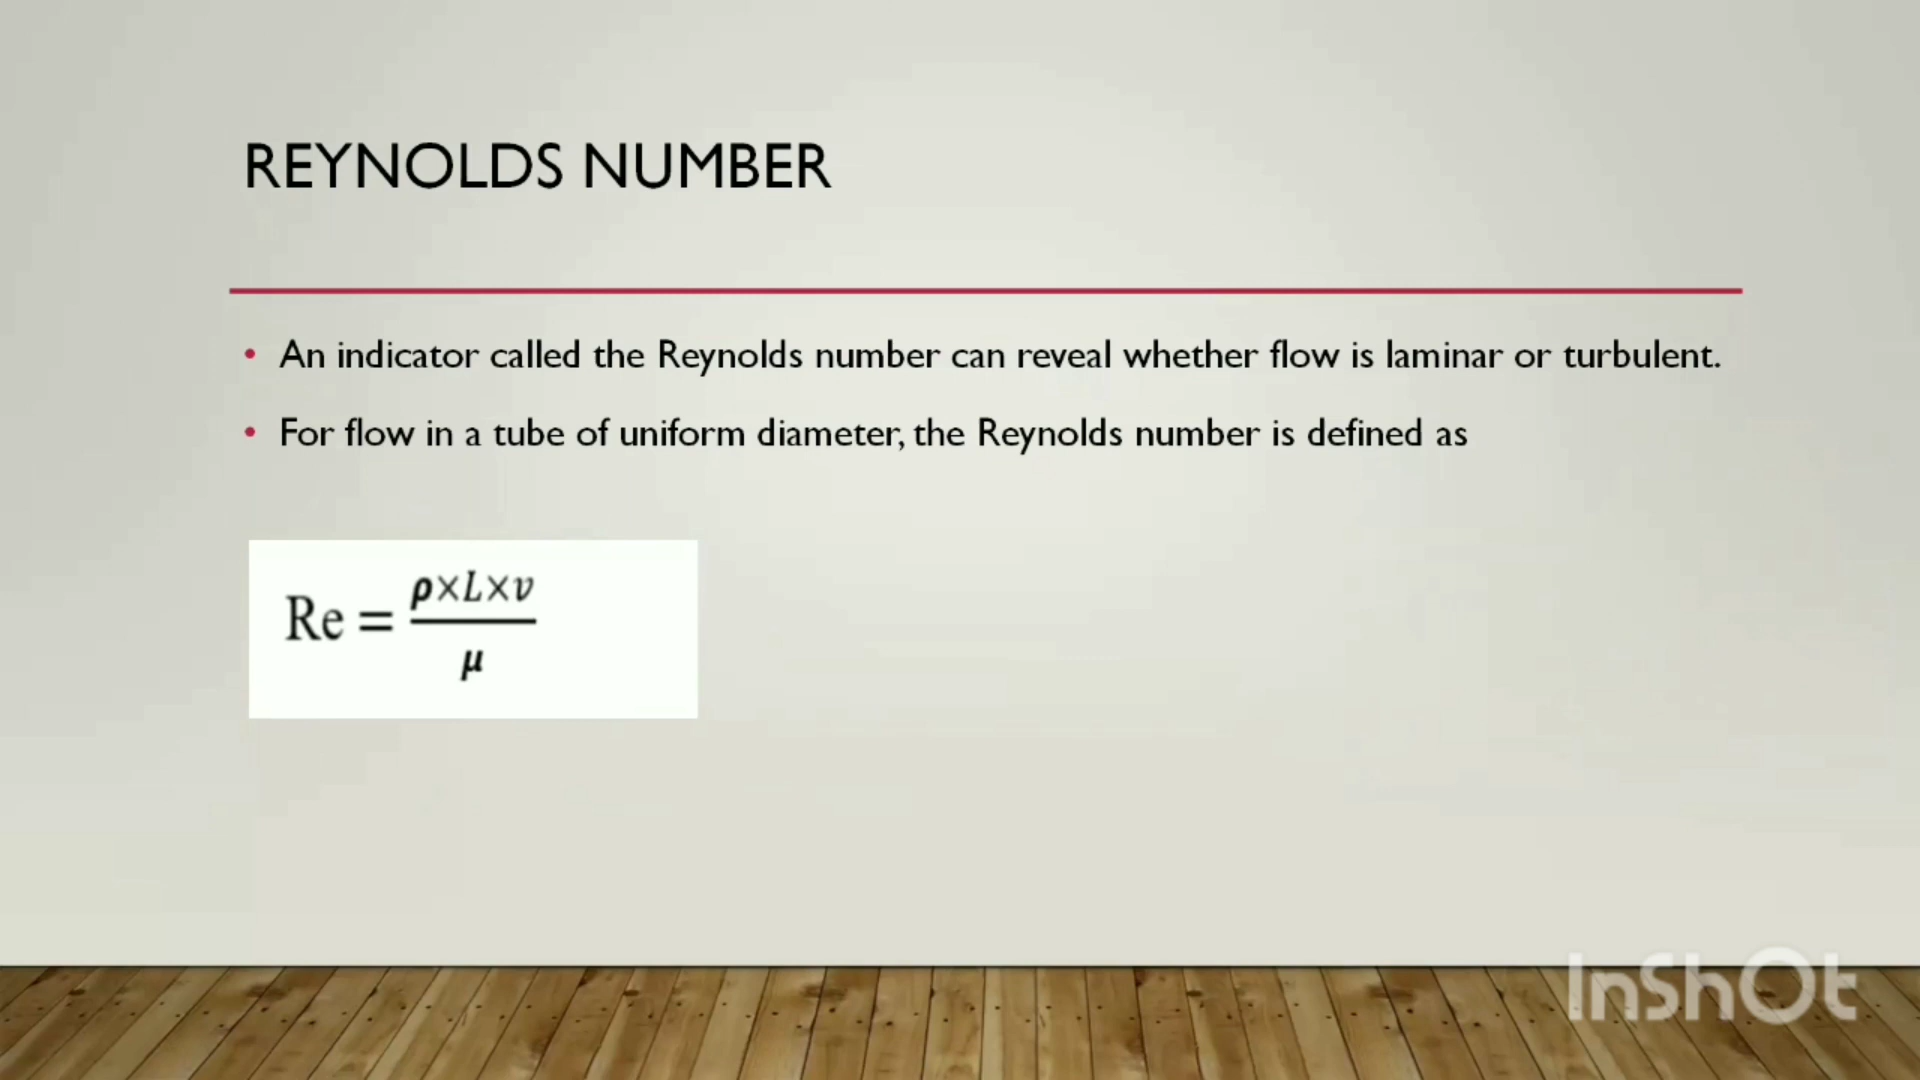 REYNOLDS NUMBER
• An indicator called the Reynolds number can reveal whether flow is laminar or turbulent.
• For flow in a tube of uniform diameter, the Reynolds number is defined as
Re = ρ×L×v / μ
InShOt